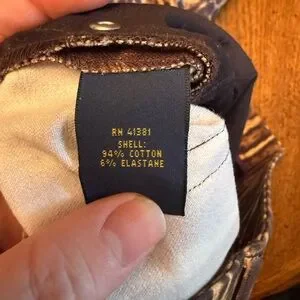 RN 41381
SHELL:
94% COTTON
6% ELASTANE